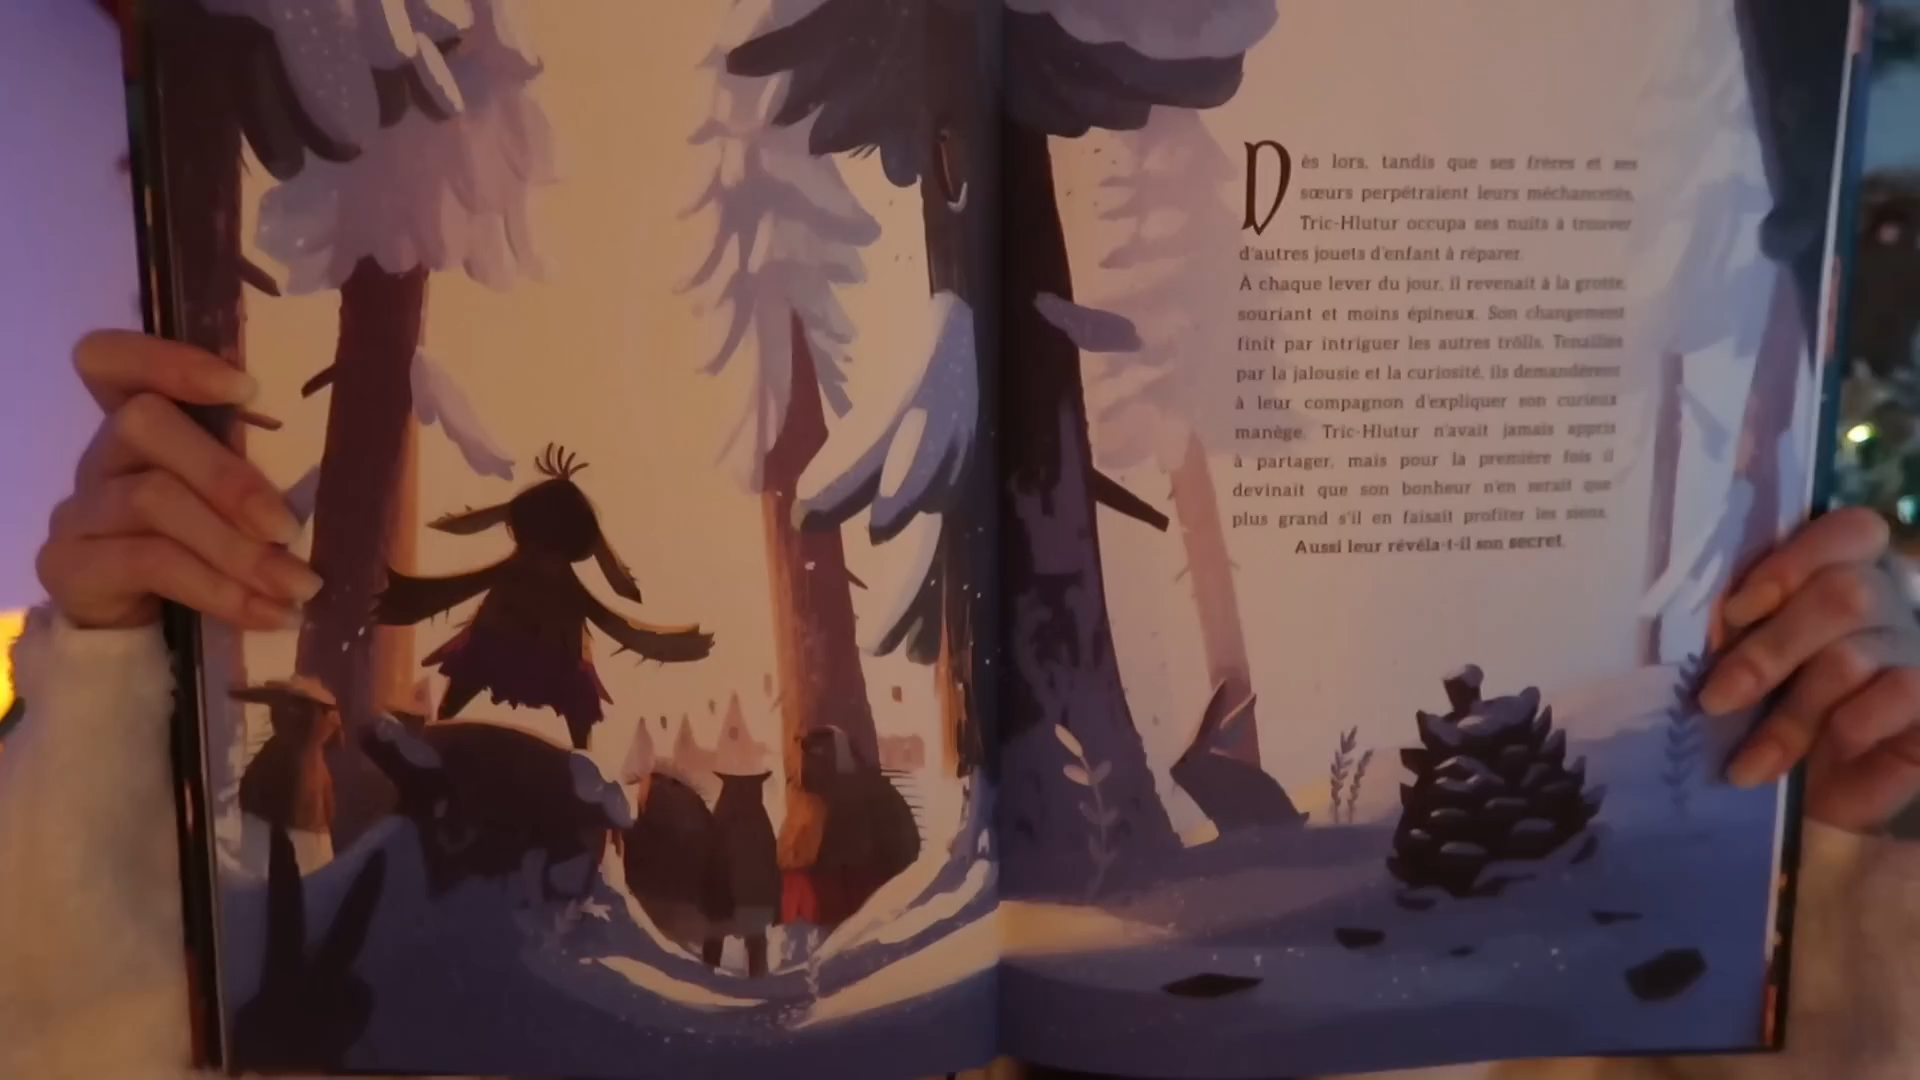 Dès lors, tandis que ses frères et ses
sœurs perpétraient leurs méchancetés,
Tric-Hlutur occupa ses nuits à trouver
d'autres jouets d'enfant à réparer.
À chaque lever du jour, il revenait à la grotte,
souriant et moins épineux. Son changement
finit par intriguer les autres trölls. Tenaillés
par la jalousie et la curiosité, ils demandèrent
à leur compagnon d'expliquer son curieux
manège. Tric-Hlutur n'avait jamais appris
à partager, mais pour la première fois il
devinait que son bonheur n'en serait que
plus grand s'il en faisait profiter les siens.
Aussi leur révéla-t-il son secret.